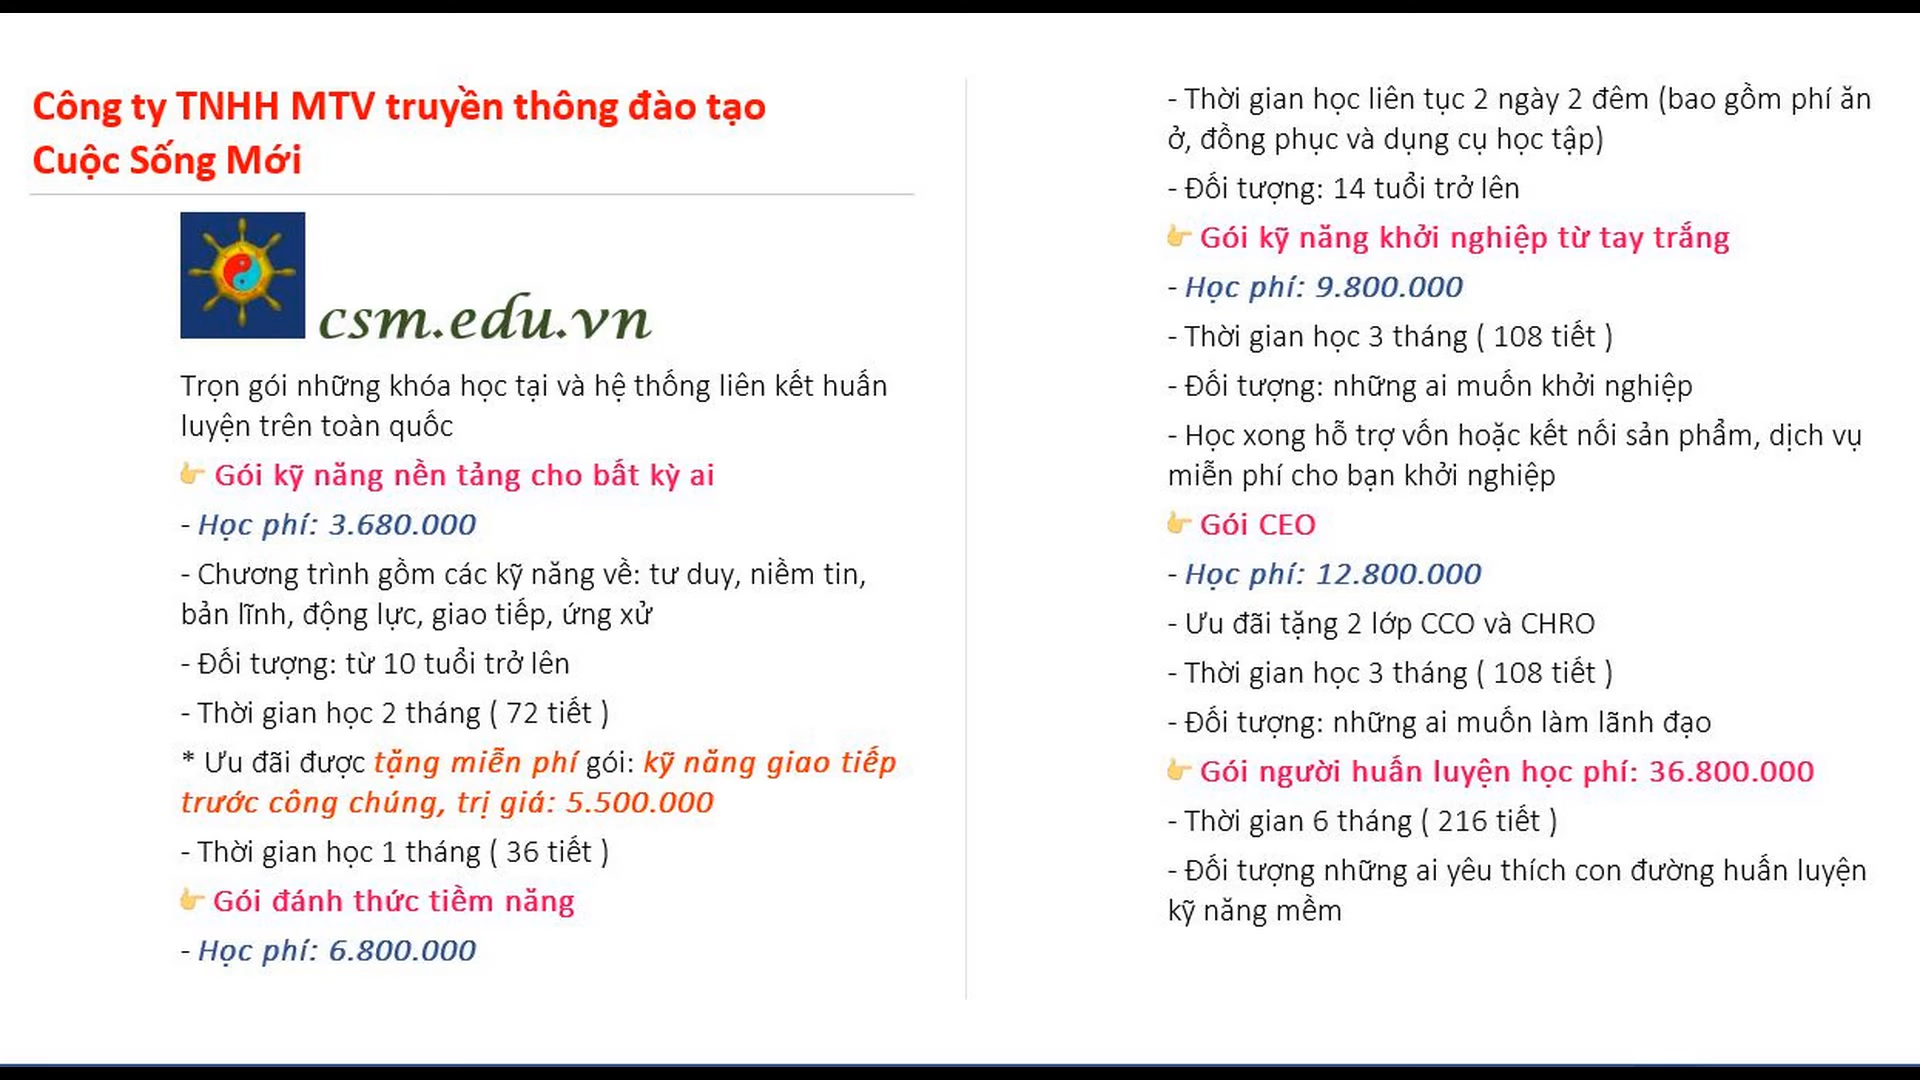 Công ty TNHH MTV truyền thông đào tạo
Cuộc Sống Mới
csm.edu.vn
Trọn gói những khóa học tại và hệ thống liên kết huấn
luyện trên toàn quốc
👉 Gói kỹ năng nền tảng cho bất kỳ ai
- Học phí: 3.680.000
- Chương trình gồm các kỹ năng về: tư duy, niềm tin,
bản lĩnh, động lực, giao tiếp, ứng xử
- Đối tượng: từ 10 tuổi trở lên
- Thời gian học 2 tháng ( 72 tiết )
* Ưu đãi được tặng miễn phí gói: kỹ năng giao tiếp
trước công chúng, trị giá: 5.500.000
- Thời gian học 1 tháng ( 36 tiết )
👉 Gói đánh thức tiềm năng
- Học phí: 6.800.000
- Thời gian học liên tục 2 ngày 2 đêm (bao gồm phí ăn
ở, đồng phục và dụng cụ học tập)
- Đối tượng: 14 tuổi trở lên
👉 Gói kỹ năng khởi nghiệp từ tay trắng
- Học phí: 9.800.000
- Thời gian học 3 tháng ( 108 tiết )
- Đối tượng: những ai muốn khởi nghiệp
- Học xong hỗ trợ vốn hoặc kết nối sản phẩm, dịch vụ
miễn phí cho bạn khởi nghiệp
👉 Gói CEO
- Học phí: 12.800.000
- Ưu đãi tặng 2 lớp CCO và CHRO
- Thời gian học 3 tháng ( 108 tiết )
- Đối tượng: những ai muốn làm lãnh đạo
👉 Gói người huấn luyện học phí: 36.800.000
- Thời gian 6 tháng ( 216 tiết )
- Đối tượng những ai yêu thích con đường huấn luyện
kỹ năng mềm